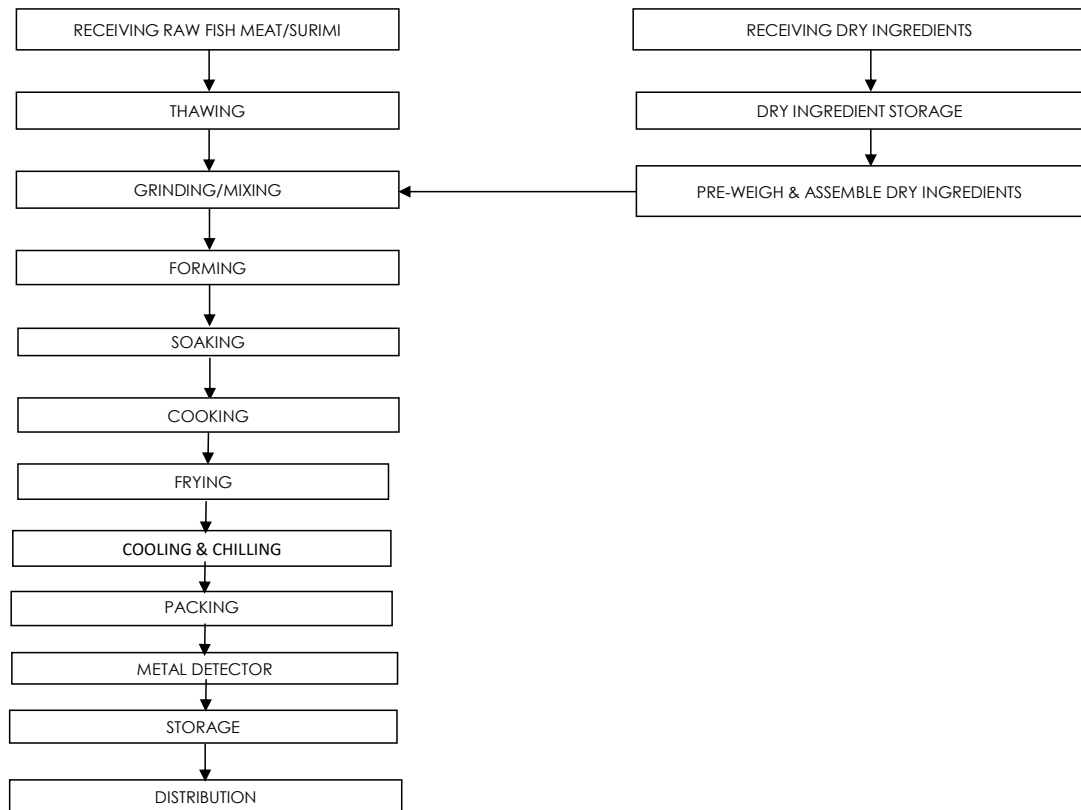 RECEIVING RAW FISH MEAT/SURIMI
THAWING
GRINDING/MIXING
FORMING
SOAKING
COOKING
FRYING
COOLING & CHILLING
PACKING
METAL DETECTOR
STORAGE
DISTRIBUTION
RECEIVING DRY INGREDIENTS
DRY INGREDIENT STORAGE
PRE-WEIGH & ASSEMBLE DRY INGREDIENTS